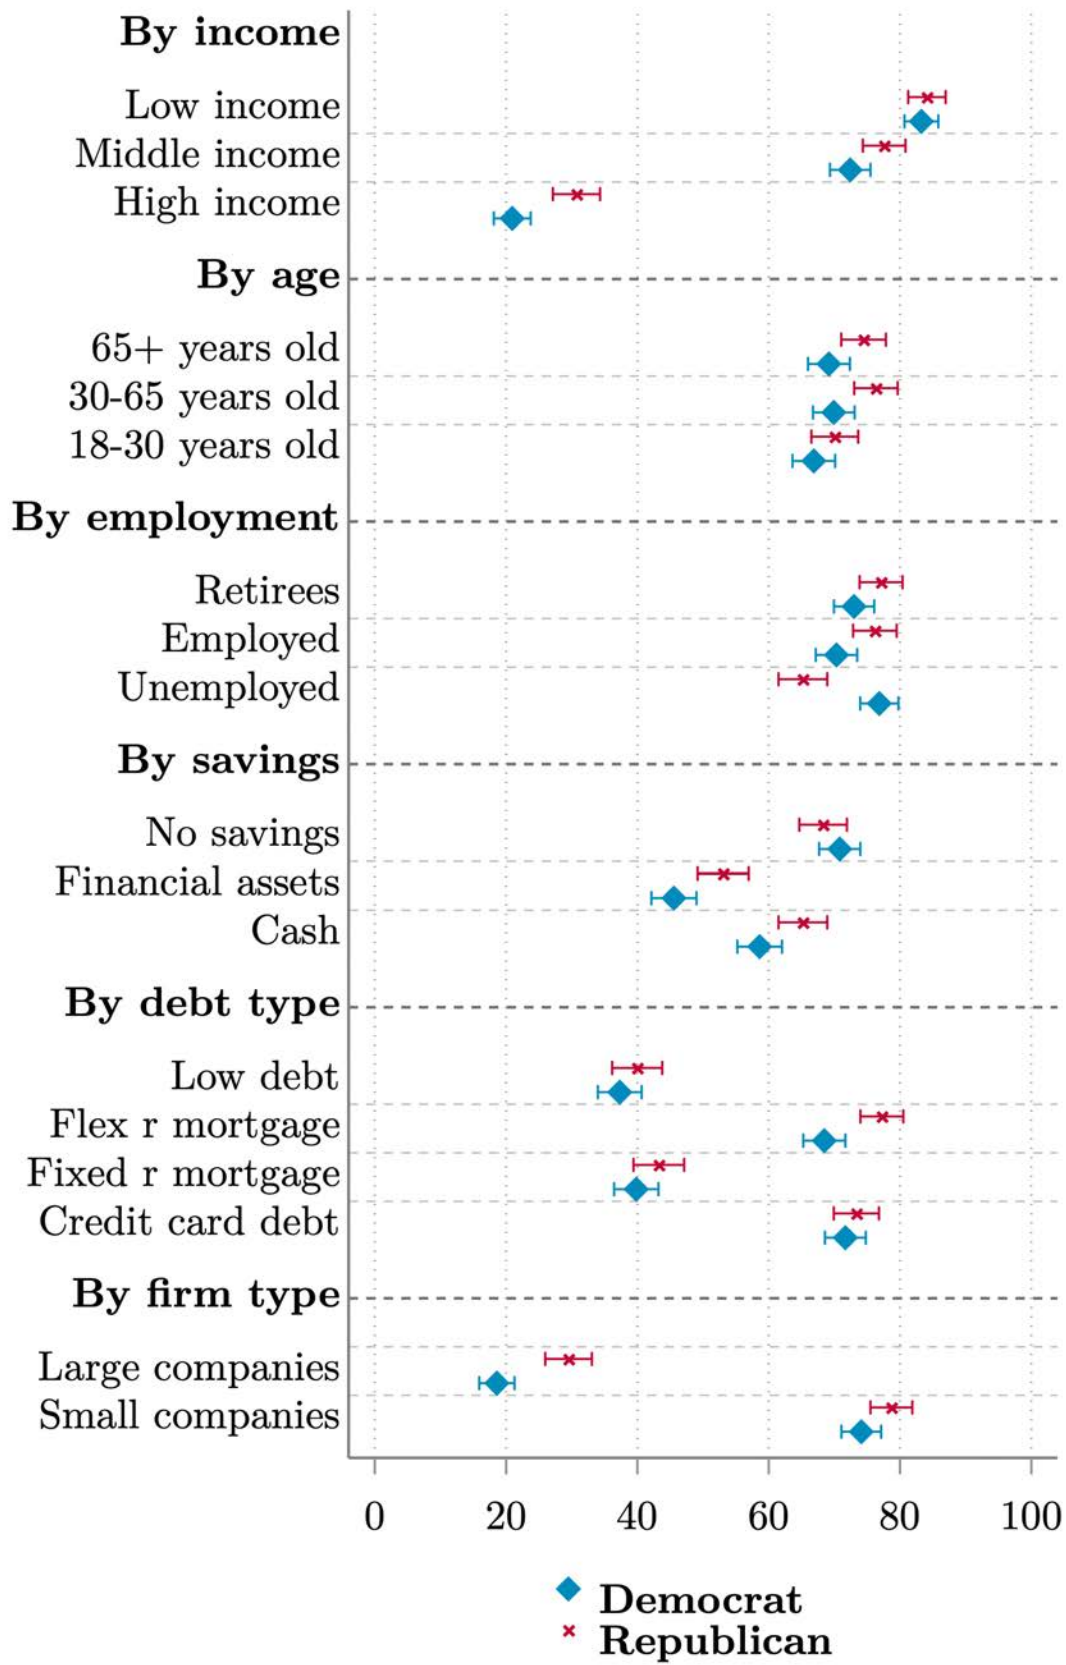 By income
Low income
Middle income
High income
By age
65+ years old
30-65 years old
18-30 years old
By employment
Retirees
Employed
Unemployed
By savings
No savings
Financial assets
Cash
By debt type
Low debt
Flex r mortgage
Fixed r mortgage
Credit card debt
By firm type
Large companies
Small companies
0 20 40 60 80 100
Democrat
Republican